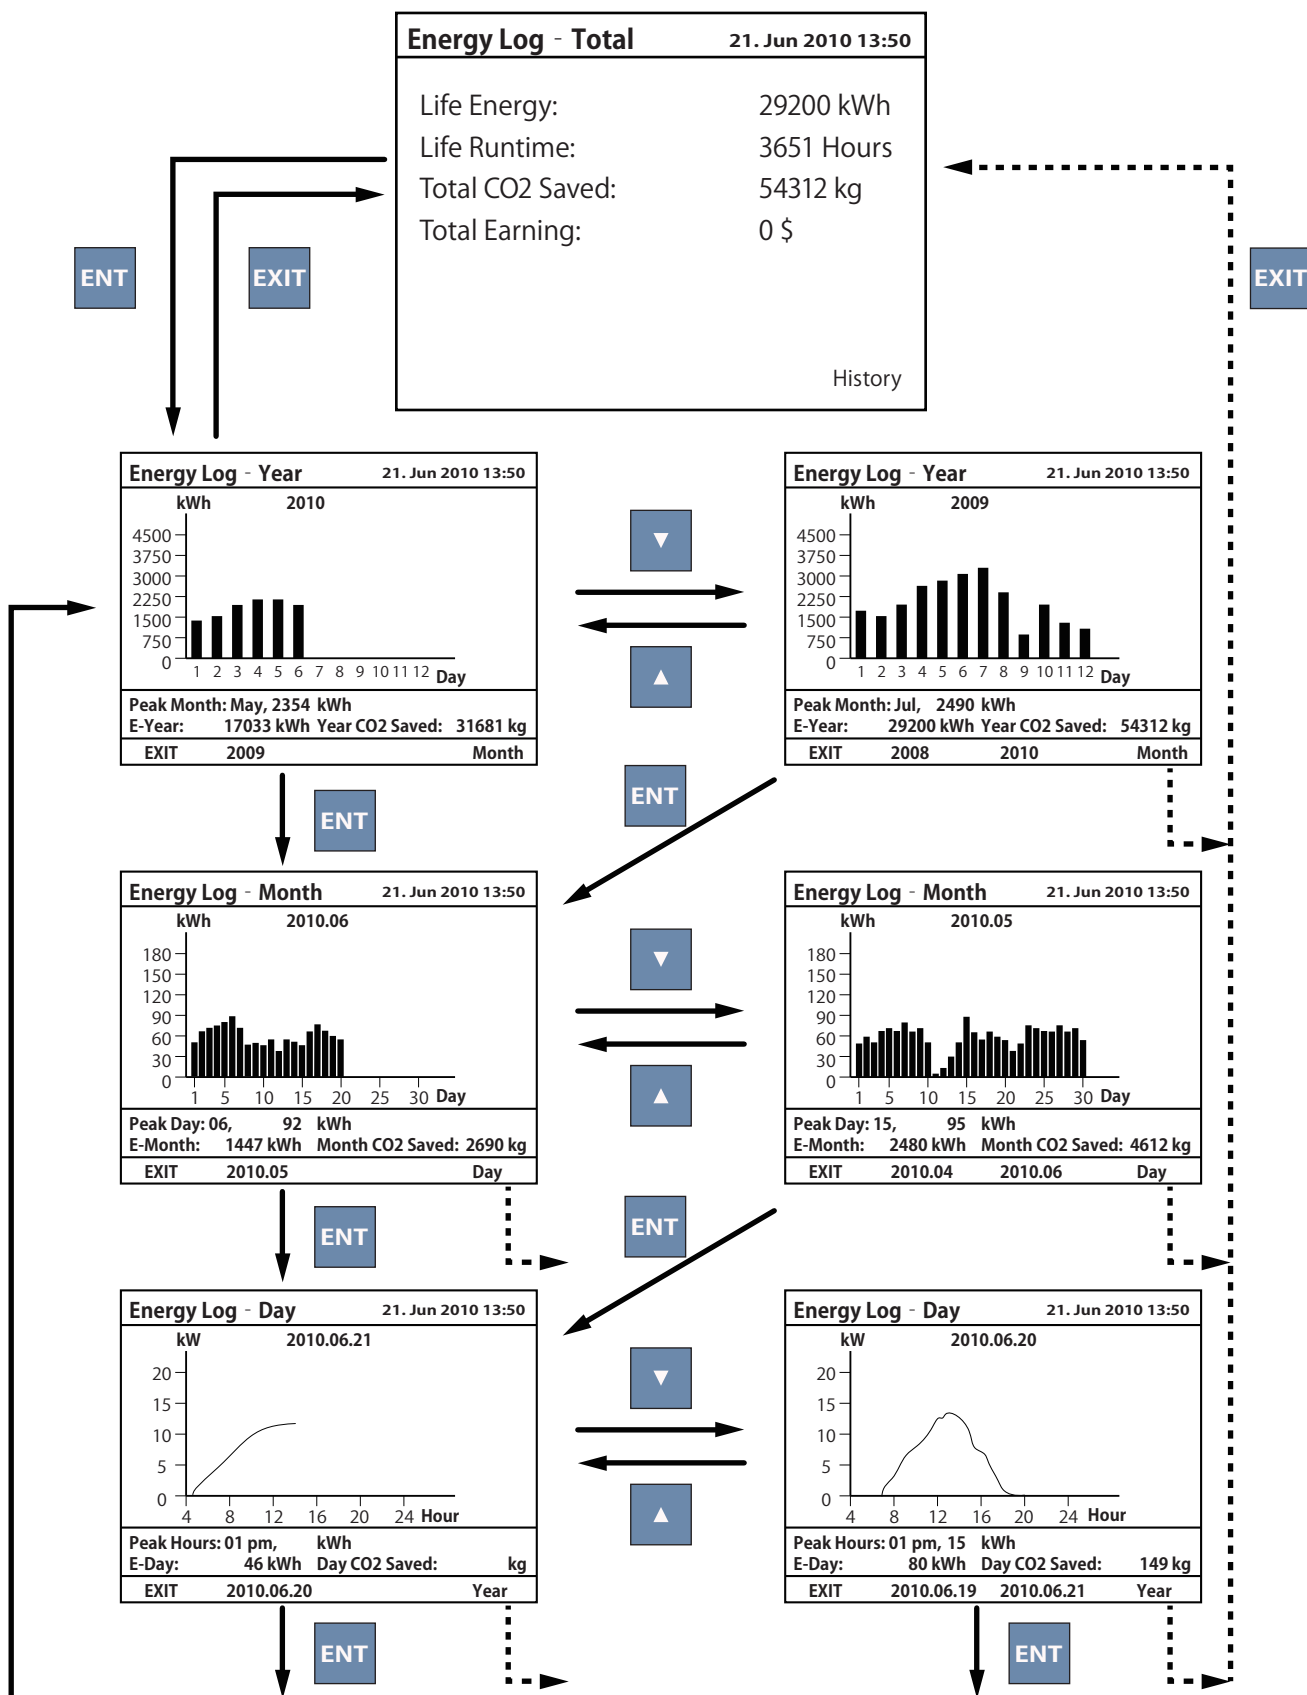 Energy Log - Total 21. Jun 2010 13:50
Life Energy: 29200 kWh
Life Runtime: 3651 Hours
Total CO2 Saved: 54312 kg
Total Earning: 0 $
History
ENT
EXIT
EXIT
Energy Log - Year 21. Jun 2010 13:50
kWh 2010
4500
3750
3000
2250
1500
750
0
1 2 3 4 5 6 7 8 9 10 11 12 Day
Peak Month: May, 2354 kWh
E-Year: 17033 kWh Year CO2 Saved: 31681 kg
EXIT 2009 Month
▼
▲
Energy Log - Year 21. Jun 2010 13:50
kWh 2009
4500
3750
3000
2250
1500
750
0
1 2 3 4 5 6 7 8 9 10 11 12 Day
Peak Month: Jul, 2490 kWh
E-Year: 29200 kWh Year CO2 Saved: 54312 kg
EXIT 2008 2010 Month
ENT
ENT
Energy Log - Month 21. Jun 2010 13:50
kWh 2010.06
180
150
120
90
60
30
0
1 5 10 15 20 25 30 Day
Peak Day: 06, 92 kWh
E-Month: 1447 kWh Month CO2 Saved: 2690 kg
EXIT 2010.05 Day
▼
▲
Energy Log - Month 21. Jun 2010 13:50
kWh 2010.05
180
150
120
90
60
30
0
1 5 10 15 20 25 30 Day
Peak Day: 15, 95 kWh
E-Month: 2480 kWh Month CO2 Saved: 4612 kg
EXIT 2010.04 2010.06 Day
ENT
ENT
Energy Log - Day 21. Jun 2010 13:50
kW 2010.06.21
20
15
10
5
0
4 8 12 16 20 24 Hour
Peak Hours: 01 pm, kWh
E-Day: 46 kWh Day CO2 Saved: kg
EXIT 2010.06.20 Year
▼
▲
Energy Log - Day 21. Jun 2010 13:50
kW 2010.06.20
20
15
10
5
0
4 8 12 16 20 24 Hour
Peak Hours: 01 pm, 15 kWh
E-Day: 80 kWh Day CO2 Saved: 149 kg
EXIT 2010.06.19 2010.06.21 Year
ENT
ENT